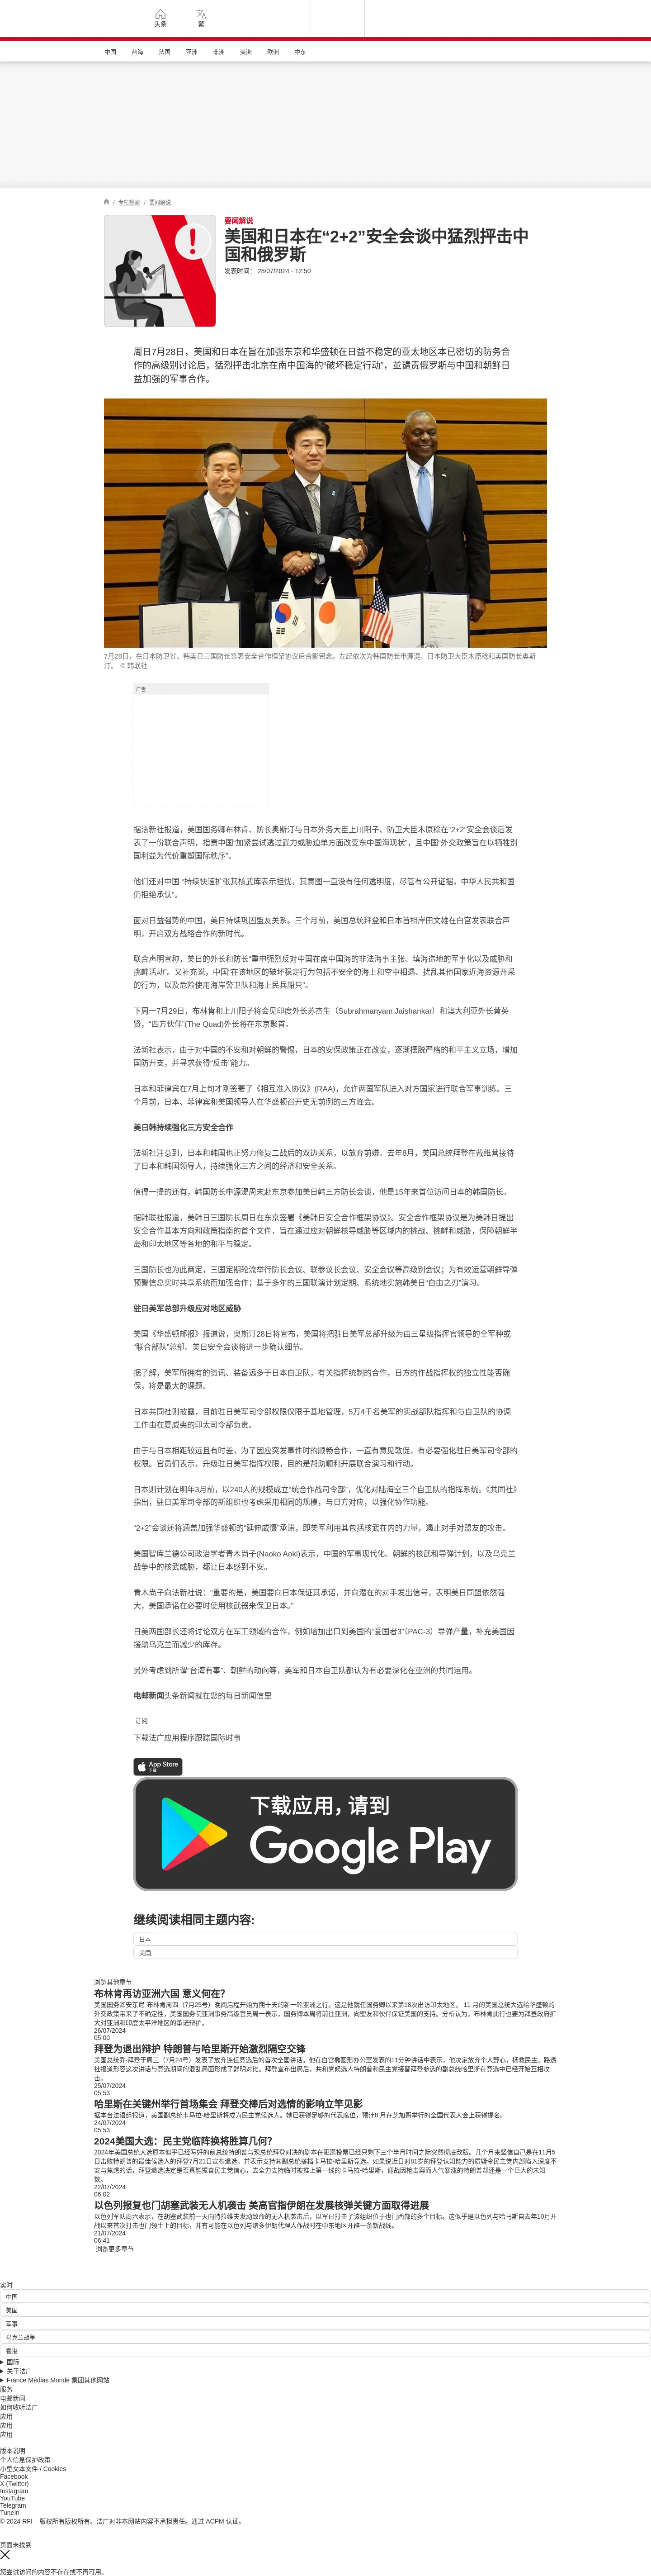 头条
繁
中国
台海
法国
亚洲
非洲
美洲
欧洲
中东
/ 专栏检索 / 要闻解说
要闻解说
美国和日本在“2+2”安全会谈中猛烈抨击中
国和俄罗斯
发表时间： 28/07/2024 - 12:50
周日7月28日，美国和日本在旨在加强东京和华盛顿在日益不稳定的亚太地区本已密切的防务合
作的高级别讨论后，猛烈抨击北京在南中国海的“破坏稳定行动”，並谴责俄罗斯与中国和朝鲜日
益加强的军事合作。
7月28日，在日本防卫省，韩美日三国防长签署安全合作框架协议后合影留念。左起依次为韩国防长申源湜、日本防卫大臣木原稔和美国防长奥斯
汀。 © 韩联社
广告
据法新社报道，美国国务卿布林肯、防长奥斯汀与日本外务大臣上川阳子、防卫大臣木原稔在“2+2”安全会谈后发
表了一份联合声明，指责中国“加紧尝试透过武力或胁迫单方面改变东中国海现状”，且中国“外交政策旨在以牺牲别
国利益为代价重塑国际秩序”。
他们还对中国 “持续快速扩张其核武库表示担忧，其意图一直没有任何透明度，尽管有公开证据，中华人民共和国
仍拒绝承认”。
面对日益强势的中国，美日持续巩固盟友关系。三个月前，美国总统拜登和日本首相岸田文雄在白宫发表联合声
明，开启双方战略合作的新时代。
联合声明宣称，美日的外长和防长“重申强烈反对中国在南中国海的非法海事主张、填海造地的军事化以及威胁和
挑衅活动”。又补充说，中国“在该地区的破坏稳定行为包括不安全的海上和空中相遇、扰乱其他国家近海资源开采
的行为，以及危险使用海岸警卫队和海上民兵船只”。
下周一7月29日，布林肯和上川阳子将会见印度外长苏杰生（Subrahmanyam Jaishankar）和澳大利亚外长黄英
贤，“四方伙伴”(The Quad)外长将在东京聚首。
法新社表示，由于对中国的不安和对朝鲜的警惕，日本的安保政策正在改变，逐渐摆脱严格的和平主义立场，增加
国防开支，并寻求获得“反击”能力。
日本和菲律宾在7月上旬才刚签署了《相互准入协议》(RAA)，允许两国军队进入对方国家进行联合军事训练。三
个月前，日本、菲律宾和美国领导人在华盛顿召开史无前例的三方峰会。
美日韩持续强化三方安全合作
法新社注意到，日本和韩国也正努力修复二战后的双边关系，以放弃前嫌。去年8月，美国总统拜登在戴维营接待
了日本和韩国领导人，持续强化三方之间的经济和安全关系。
值得一提的还有，韩国防长申源湜周末赴东京参加美日韩三方防长会谈，他是15年来首位访问日本的韩国防长。
据韩联社报道，美韩日三国防长周日在东京签署《美韩日安全合作框架协议》。安全合作框架协议是为美韩日提出
安全合作基本方向和政策指南的首个文件，旨在通过应对朝鲜核导威胁等区域内的挑战、挑衅和威胁，保障朝鲜半
岛和印太地区等各地的和平与稳定。
三国防长也为此商定，三国定期轮流举行防长会议、联参议长会议、安全会议等高级别会议；为有效运营朝鲜导弹
预警信息实时共享系统而加强合作；基于多年的三国联演计划定期、系统地实施韩美日“自由之刃”演习。
驻日美军总部升级应对地区威胁
美国《华盛顿邮报》报道说，奥斯汀28日将宣布，美国将把驻日美军总部升级为由三星级指挥官领导的全军种或
“联合部队”总部。美日安全会谈将进一步确认细节。
据了解，美军所拥有的资讯、装备远多于日本自卫队，有关指挥统制的合作，日方的作战指挥权的独立性能否确
保，将是最大的课题。
日本共同社则披露，目前驻日美军司令部权限仅限于基地管理，5万4千名美军的实战部队指挥和与自卫队的协调
工作由在夏威夷的印太司令部负责。
由于与日本相距较远且有时差，为了因应突发事件时的顺畅合作，一直有意见敦促，有必要强化驻日美军司令部的
权限。官员们表示，升级驻日美军指挥权限，目的是帮助顺利开展联合演习和行动。
日本则计划在明年3月前，以240人的规模成立“统合作战司令部”，优化对陆海空三个自卫队的指挥系统。《共同社》
指出，驻日美军司令部的新组织也考虑采用相同的规模，与日方对应，以强化协作功能。
“2+2”会谈还将涵盖加强华盛顿的“延伸威慑”承诺，即美军利用其包括核武在内的力量，遏止对手对盟友的攻击。
美国智库兰德公司政治学者青木尚子(Naoko Aoki)表示，中国的军事现代化、朝鲜的核武和导弹计划，以及乌克兰
战争中的核武威胁，都让日本感到不安。
青木尚子向法新社说：“重要的是，美国要向日本保证其承诺，并向潜在的对手发出信号，表明美日同盟依然强
大，美国承诺在必要时使用核武器来保卫日本。”
日美两国部长还将讨论双方在军工领域的合作，例如增加出口到美国的“爱国者3”（PAC-3）导弹产量，补充美国因
援助乌克兰而减少的库存。
另外考虑到所谓“台湾有事”、朝鲜的动向等，美军和日本自卫队都认为有必要深化在亚洲的共同运用。
电邮新闻头条新闻就在您的每日新闻信里
订阅
下载法广应用程序跟踪国际时事
App Store
下载
下载应用，请到
Google Play
继续阅读相同主题内容:
日本
美国
浏览其他章节
布林肯再访亚洲六国 意义何在？
美国国务卿安东尼-布林肯周四（7月25号）晚间启程开始为期十天的新一轮亚洲之行。这是他就任国务卿以来第18次出访印太地区。 11 月的美国总统大选给华盛顿的
外交政策带来了不确定性，美国国务院亚洲事务高级官员周一表示，国务卿本周将前往亚洲，向盟友和伙伴保证美国的支持。分析认为，布林肯此行也要为拜登政府扩
大对亚洲和印度太平洋地区的承诺辩护。
26/07/2024
05:00
拜登为退出辩护 特朗普与哈里斯开始激烈隔空交锋
美国总统乔·拜登于周三（7月24号）发表了放弃连任竞选后的首次全国讲话。他在白宫椭圆形办公室发表的11分钟讲话中表示，他决定放弃个人野心，拯救民主。路透
社报道形容这次讲话与竞选期间的混乱局面形成了鲜明对比。拜登宣布出局后，共和党候选人特朗普和民主党接替拜登参选的副总统哈里斯在竞选中已经开始互相攻
击。
25/07/2024
05:53
哈里斯在关键州举行首场集会 拜登交棒后对选情的影响立竿见影
据本台法语组报道，美国副总统卡马拉-哈里斯将成为民主党候选人。她已获得足够的代表席位，预计8 月在芝加哥举行的全国代表大会上获得提名。
24/07/2024
05:53
2024美国大选：民主党临阵换将胜算几何？
2024年美国总统大选原本似乎已经写好的前总统特朗普与现总统拜登对决的剧本在距离投票已经只剩下三个半月时间之际突然彻底改版。几个月来坚信自己是在11月5
日击败特朗普的最佳候选人的拜登7月21日宣布退选，并表示支持其副总统搭档卡马拉-哈里斯竞选。如果说近日对81岁的拜登认知能力的质疑令民主党内部陷入深度不
安与焦虑的话，拜登退选决定是否真能振奋民主党信心，去全力支持临时被推上第一线的卡马拉-哈里斯，迎战因枪击案而人气暴涨的特朗普却还是一个巨大的未知
数。
22/07/2024
06:02
以色列报复也门胡塞武装无人机袭击 美高官指伊朗在发展核弹关键方面取得进展
以色列军队周六表示，在胡塞武装前一天向特拉维夫发动致命的无人机袭击后，以军已打击了该组织位于也门西部的多个目标。这似乎是以色列与哈马斯自去年10月开
战以来首次打击也门领土上的目标，并有可能在以色列与诸多伊朗代理人作战时在中东地区开辟一条新战线。
21/07/2024
06:41
浏览更多章节
实时
中国
美国
军事
乌克兰战争
香港
国际
关于法广
France Médias Monde 集团其他网站
服务
电邮新闻
如何收听法广
应用
应用
应用
版本说明
个人信息保护政策
小型文本文件 / Cookies
Facebook
X (Twitter)
Instagram
YouTube
Telegram
TuneIn
© 2024 RFI – 版权所有版权所有。法广对非本网站内容不承担责任。通过 ACPM 认证。
页面未找到
您尝试访问的内容不存在或不再可用。